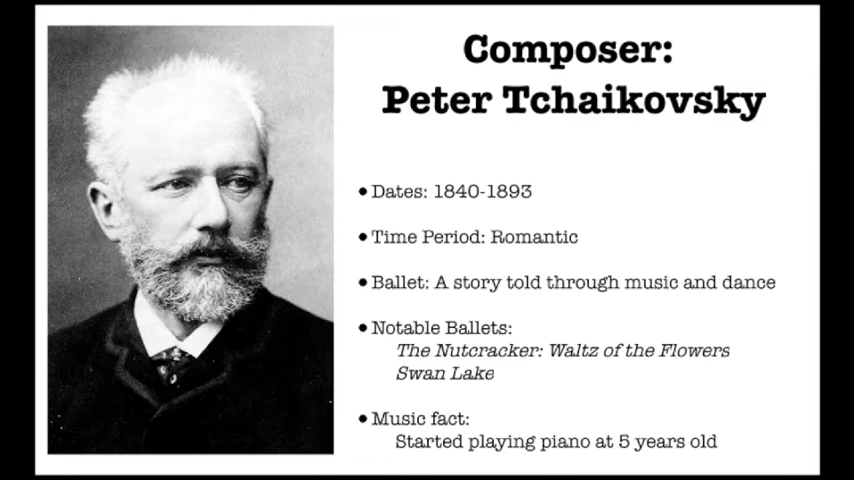 Composer:
Peter Tchaikovsky
• Dates: 1840-1893
• Time Period: Romantic
• Ballet: A story told through music and dance
• Notable Ballets:
The Nutcracker: Waltz of the Flowers
Swan Lake
• Music fact:
Started playing piano at 5 years old